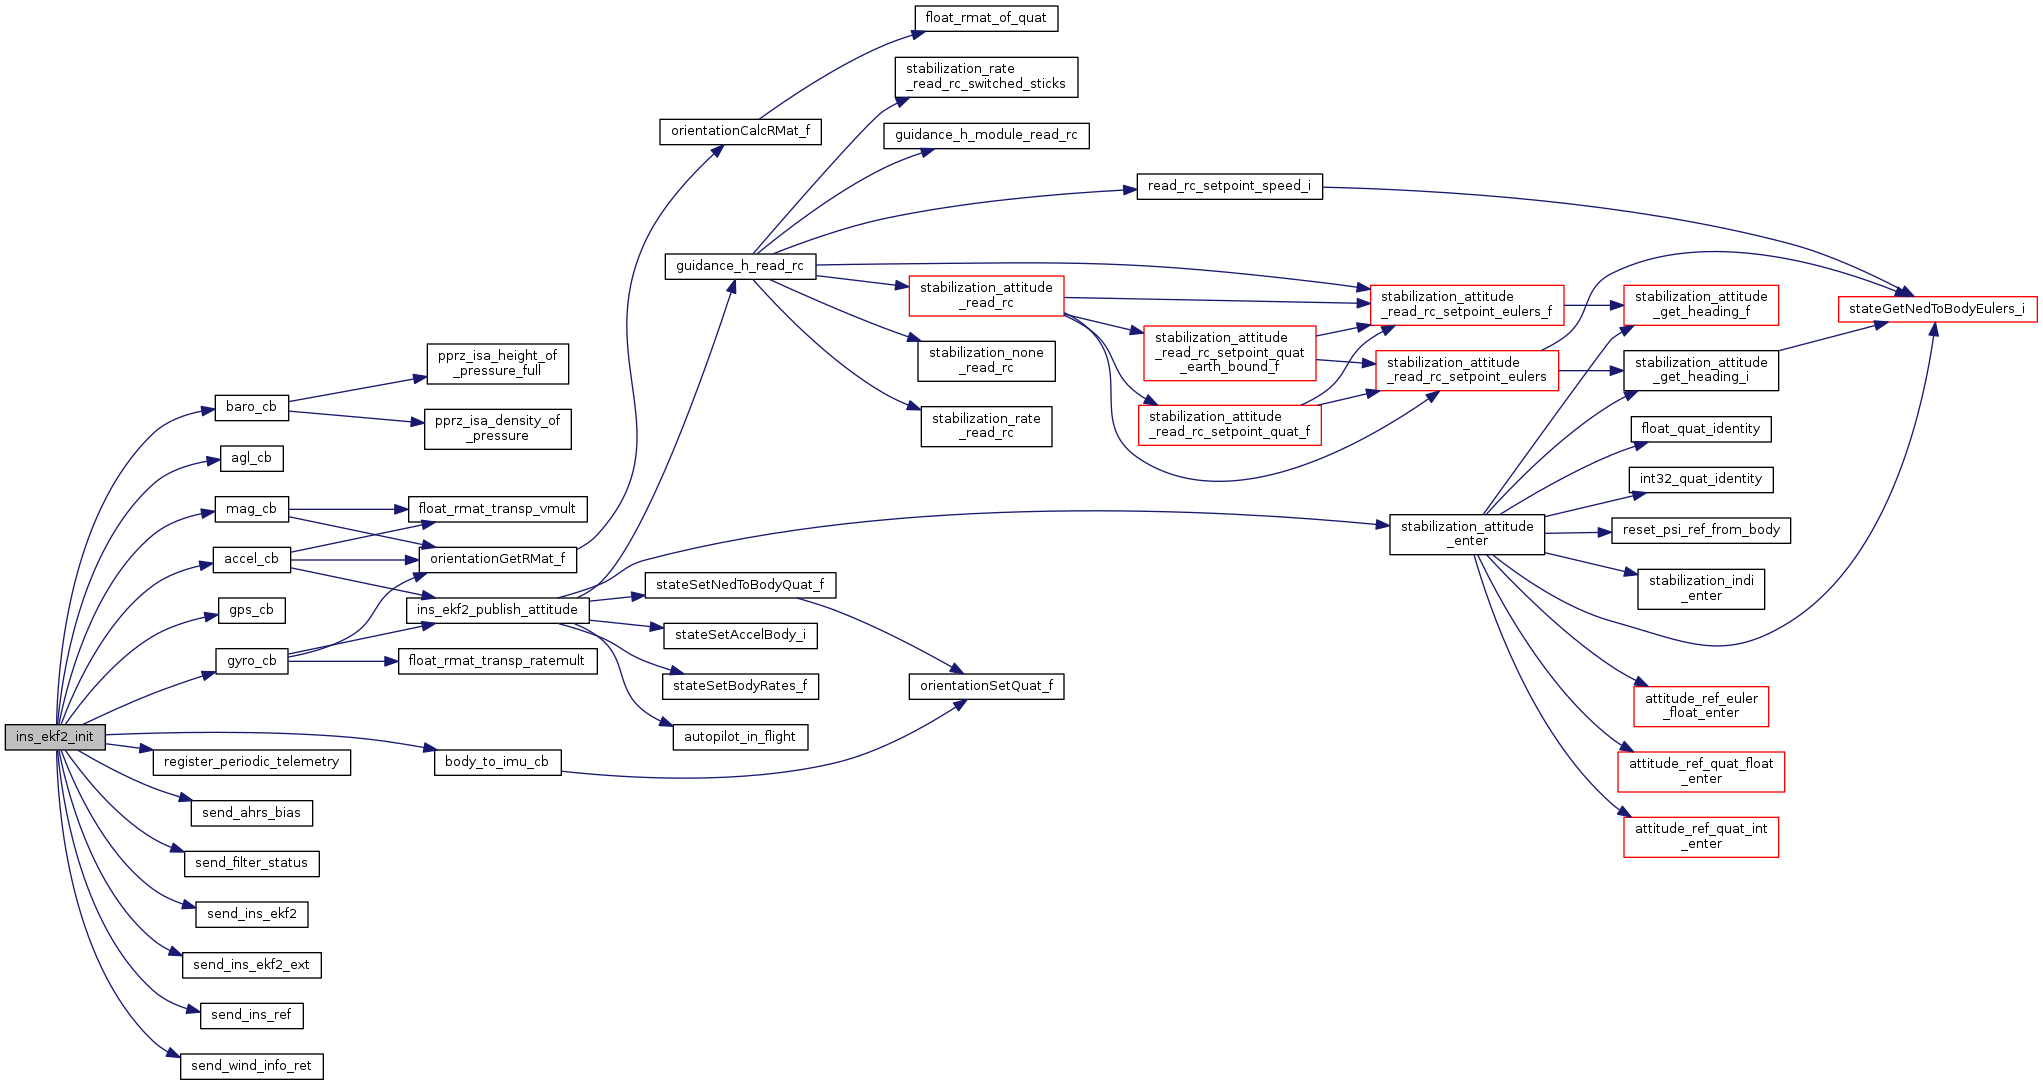 ins_ekf2_init
baro_cb
agl_cb
mag_cb
accel_cb
gps_cb
gyro_cb
register_periodic_telemetry
send_ahrs_bias
send_filter_status
send_ins_ekf2
send_ins_ekf2_ext
send_ins_ref
send_wind_info_ret
pprz_isa_height_of
_pressure_full
pprz_isa_density_of
_pressure
float_rmat_transp_vmult
orientationGetRMat_f
ins_ekf2_publish_attitude
float_rmat_transp_ratemult
body_to_imu_cb
orientationCalcRMat_f
guidance_h_read_rc
stateSetNedToBodyQuat_f
stateSetAccelBody_i
stateSetBodyRates_f
autopilot_in_flight
float_rmat_of_quat
stabilization_rate
_read_rc_switched_sticks
guidance_h_module_read_rc
stabilization_attitude
_read_rc
stabilization_none
_read_rc
stabilization_rate
_read_rc
orientationSetQuat_f
read_rc_setpoint_speed_i
stabilization_attitude
_read_rc_setpoint_quat
_earth_bound_f
stabilization_attitude
_read_rc_setpoint_quat_f
stabilization_attitude
_read_rc_setpoint_eulers_f
stabilization_attitude
_read_rc_setpoint_eulers
stabilization_attitude
_enter
stabilization_attitude
_get_heading_f
stabilization_attitude
_get_heading_i
float_quat_identity
int32_quat_identity
reset_psi_ref_from_body
stabilization_indi
_enter
attitude_ref_euler
_float_enter
attitude_ref_quat_float
_enter
attitude_ref_quat_int
_enter
stateGetNedToBodyEulers_i